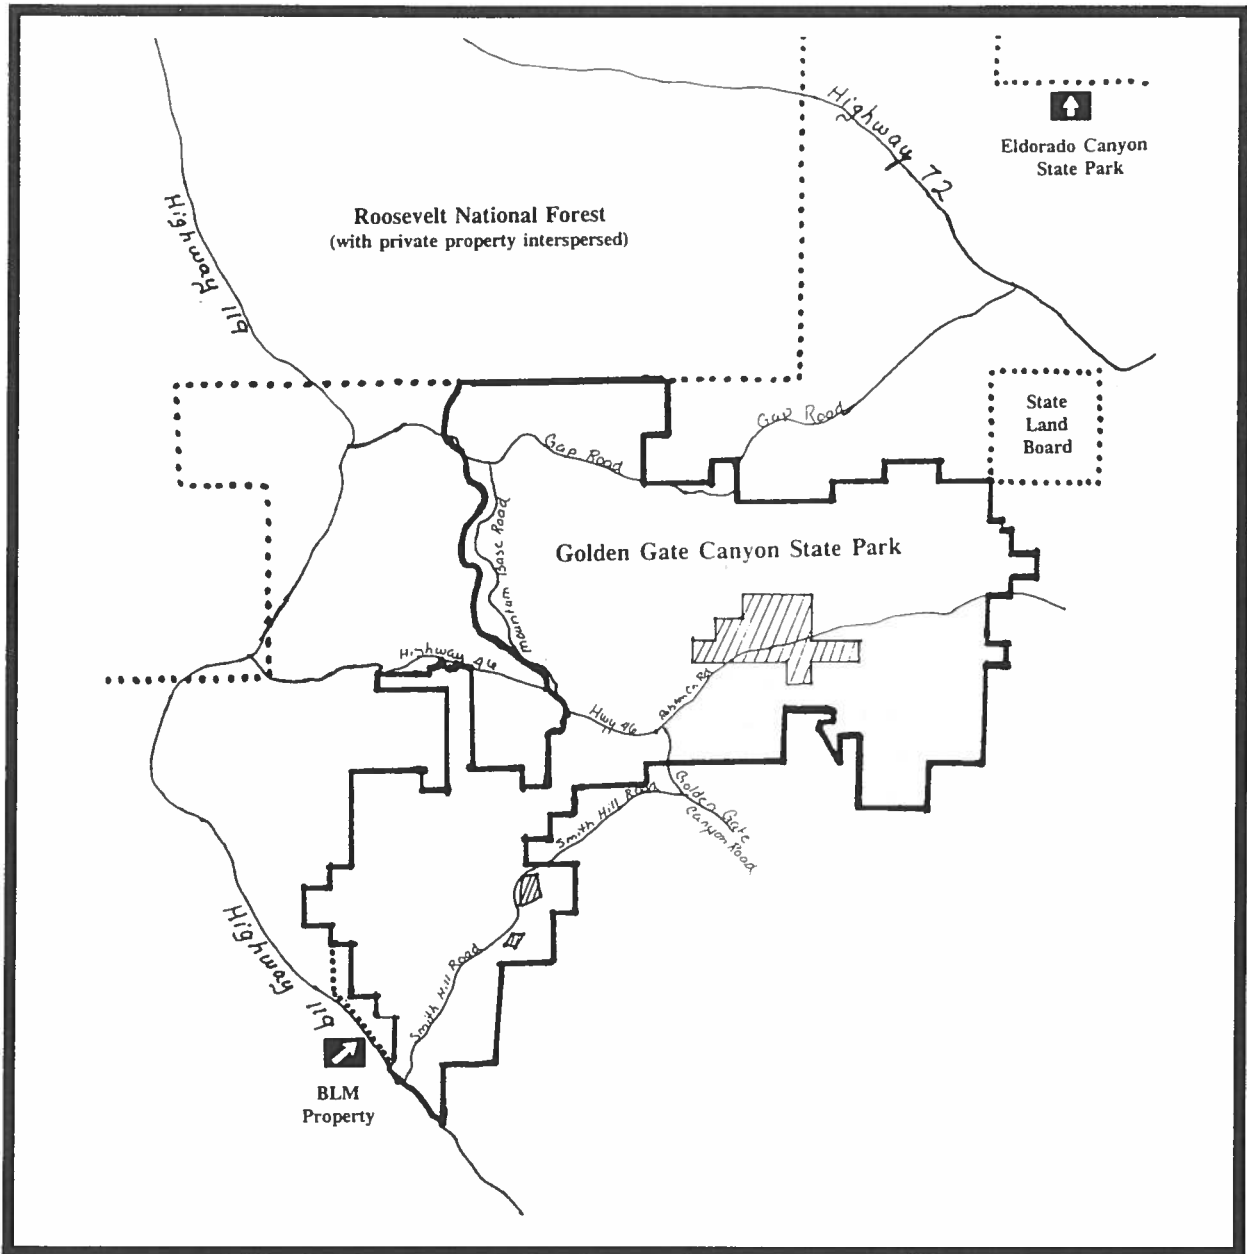 Highway 72
Eldorado Canyon
State Park
Roosevelt National Forest
(with private property interspersed)
Highway 119
State
Land
Board
Gap Road
Gap Road
Mountain Base Road
Golden Gate Canyon State Park
Highway 46
Hwy 46
Golden Gate
Canyon Road
Smith Hill Road
Smith Hill Road
Highway 119
BLM
Property